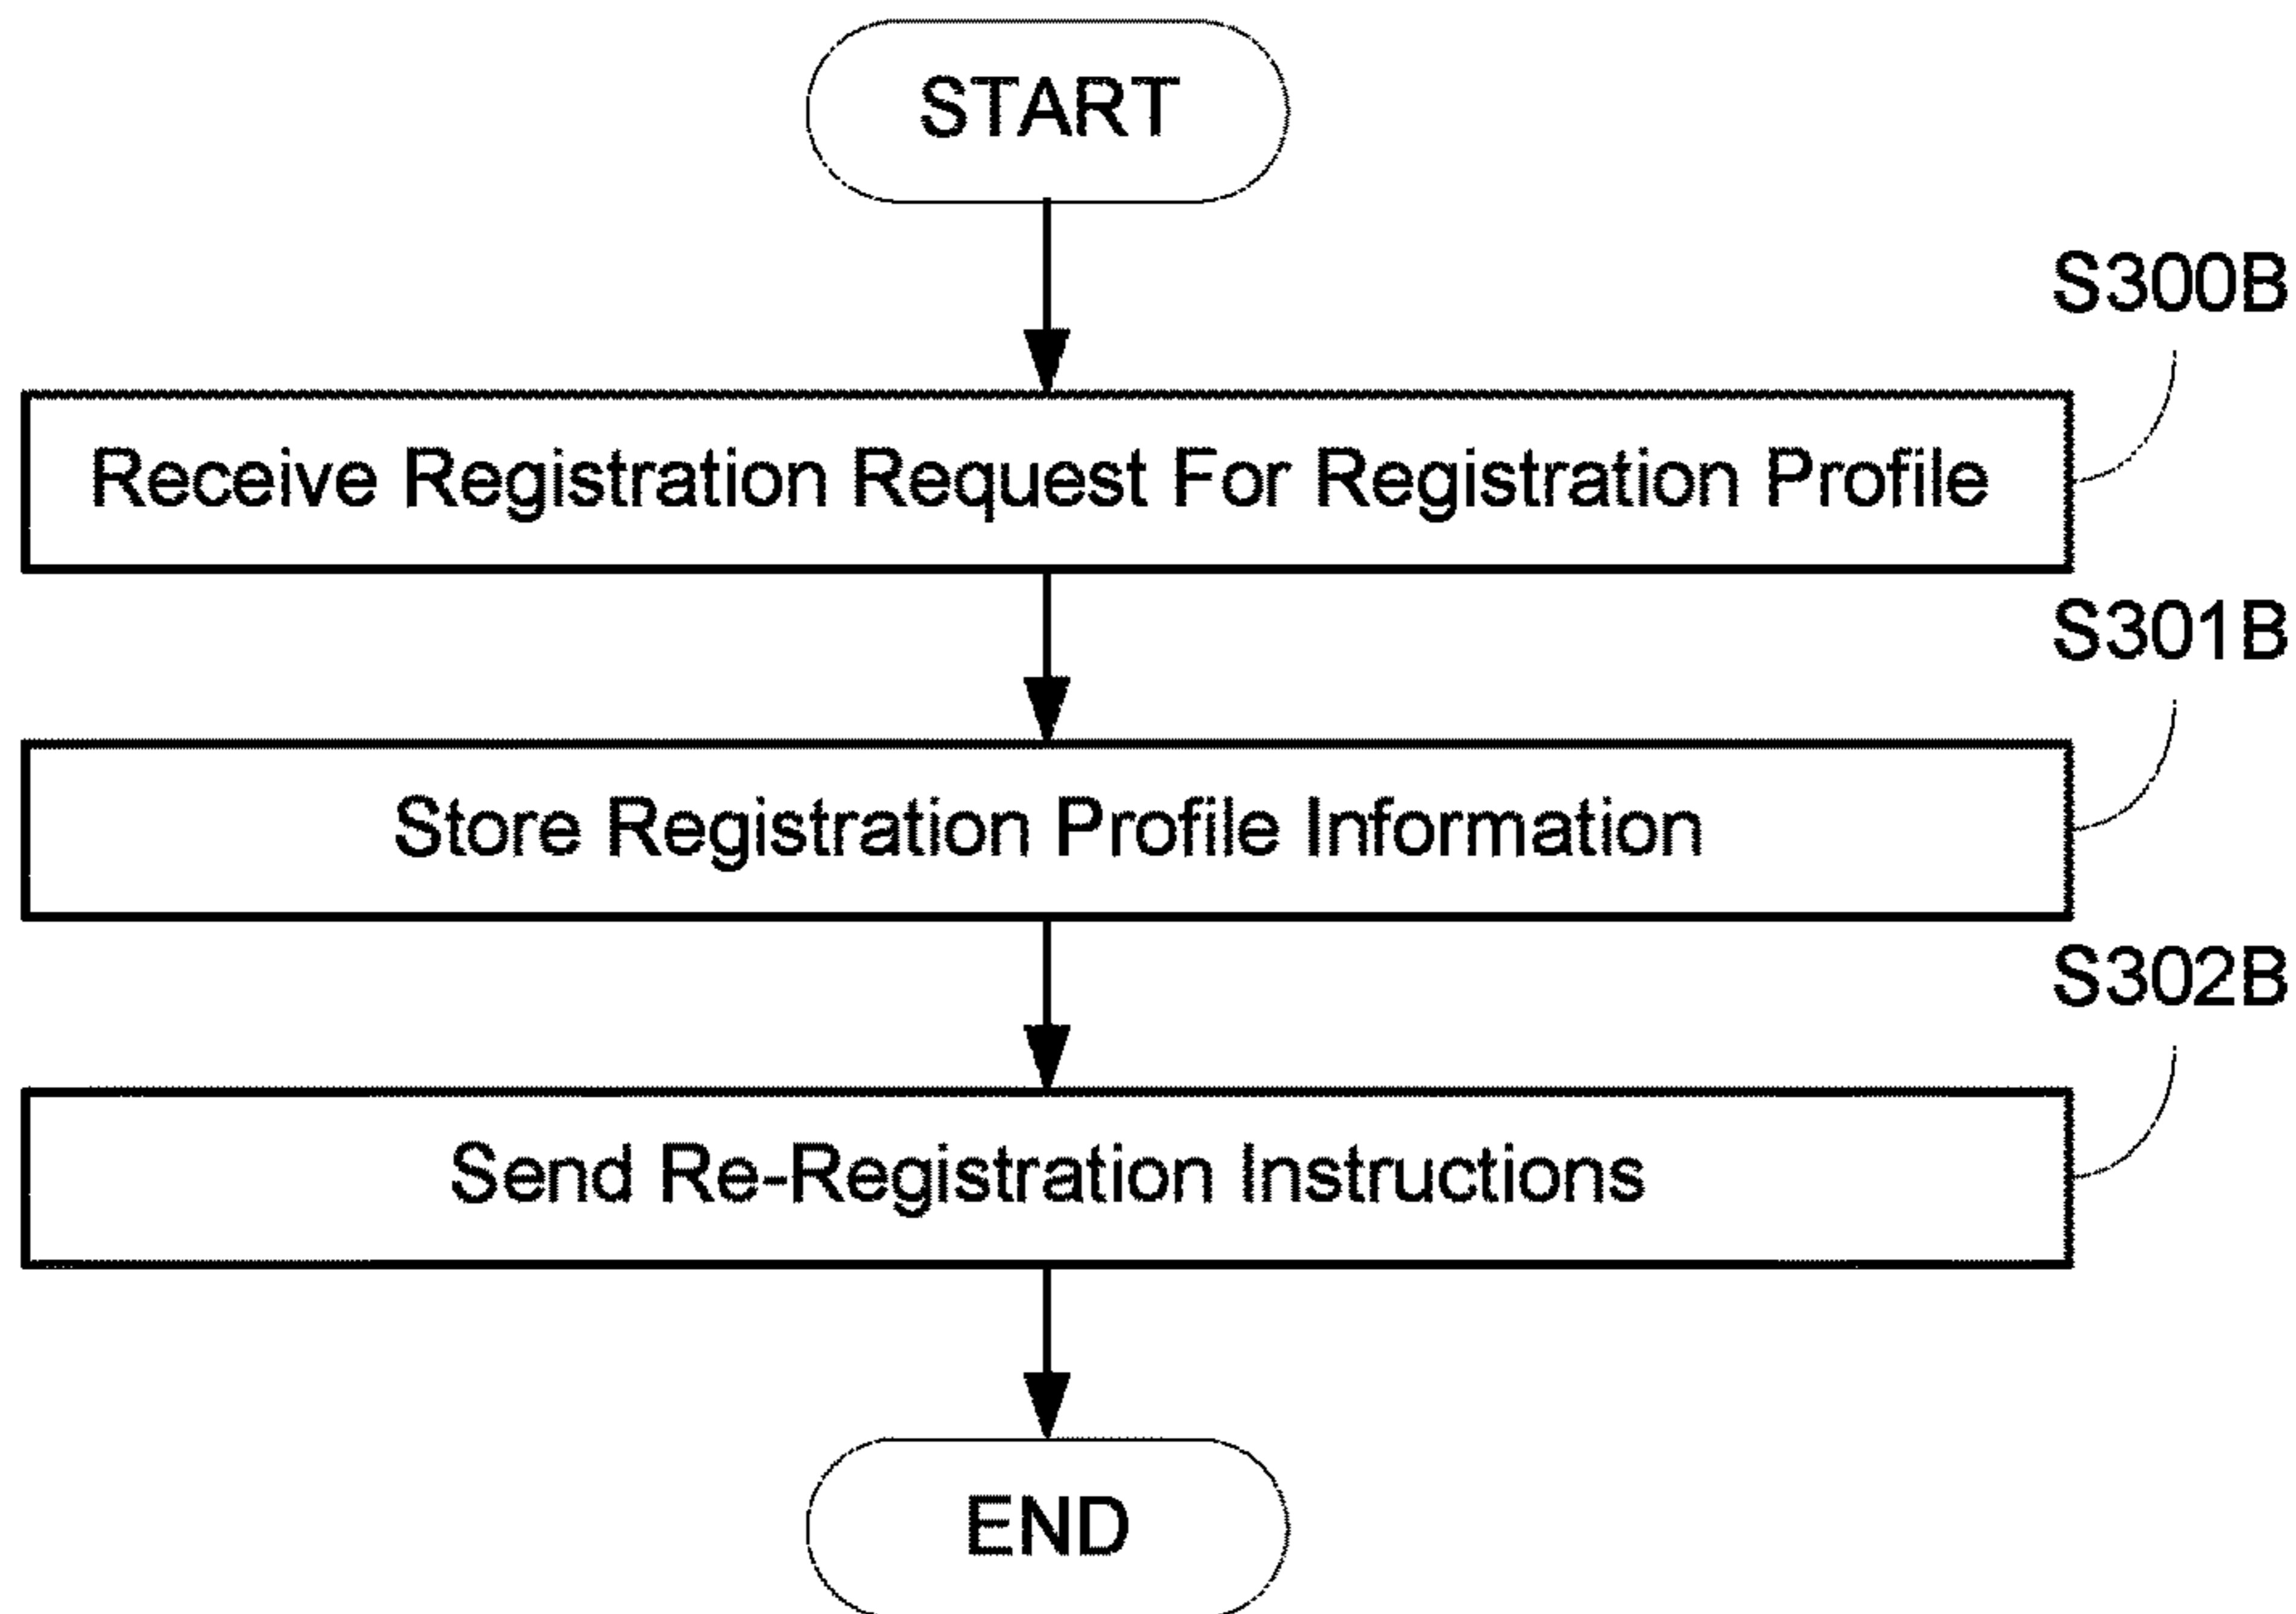 START
S300B
Receive Registration Request For Registration Profile
S301B
Store Registration Profile Information
S302B
Send Re-Registration Instructions
END